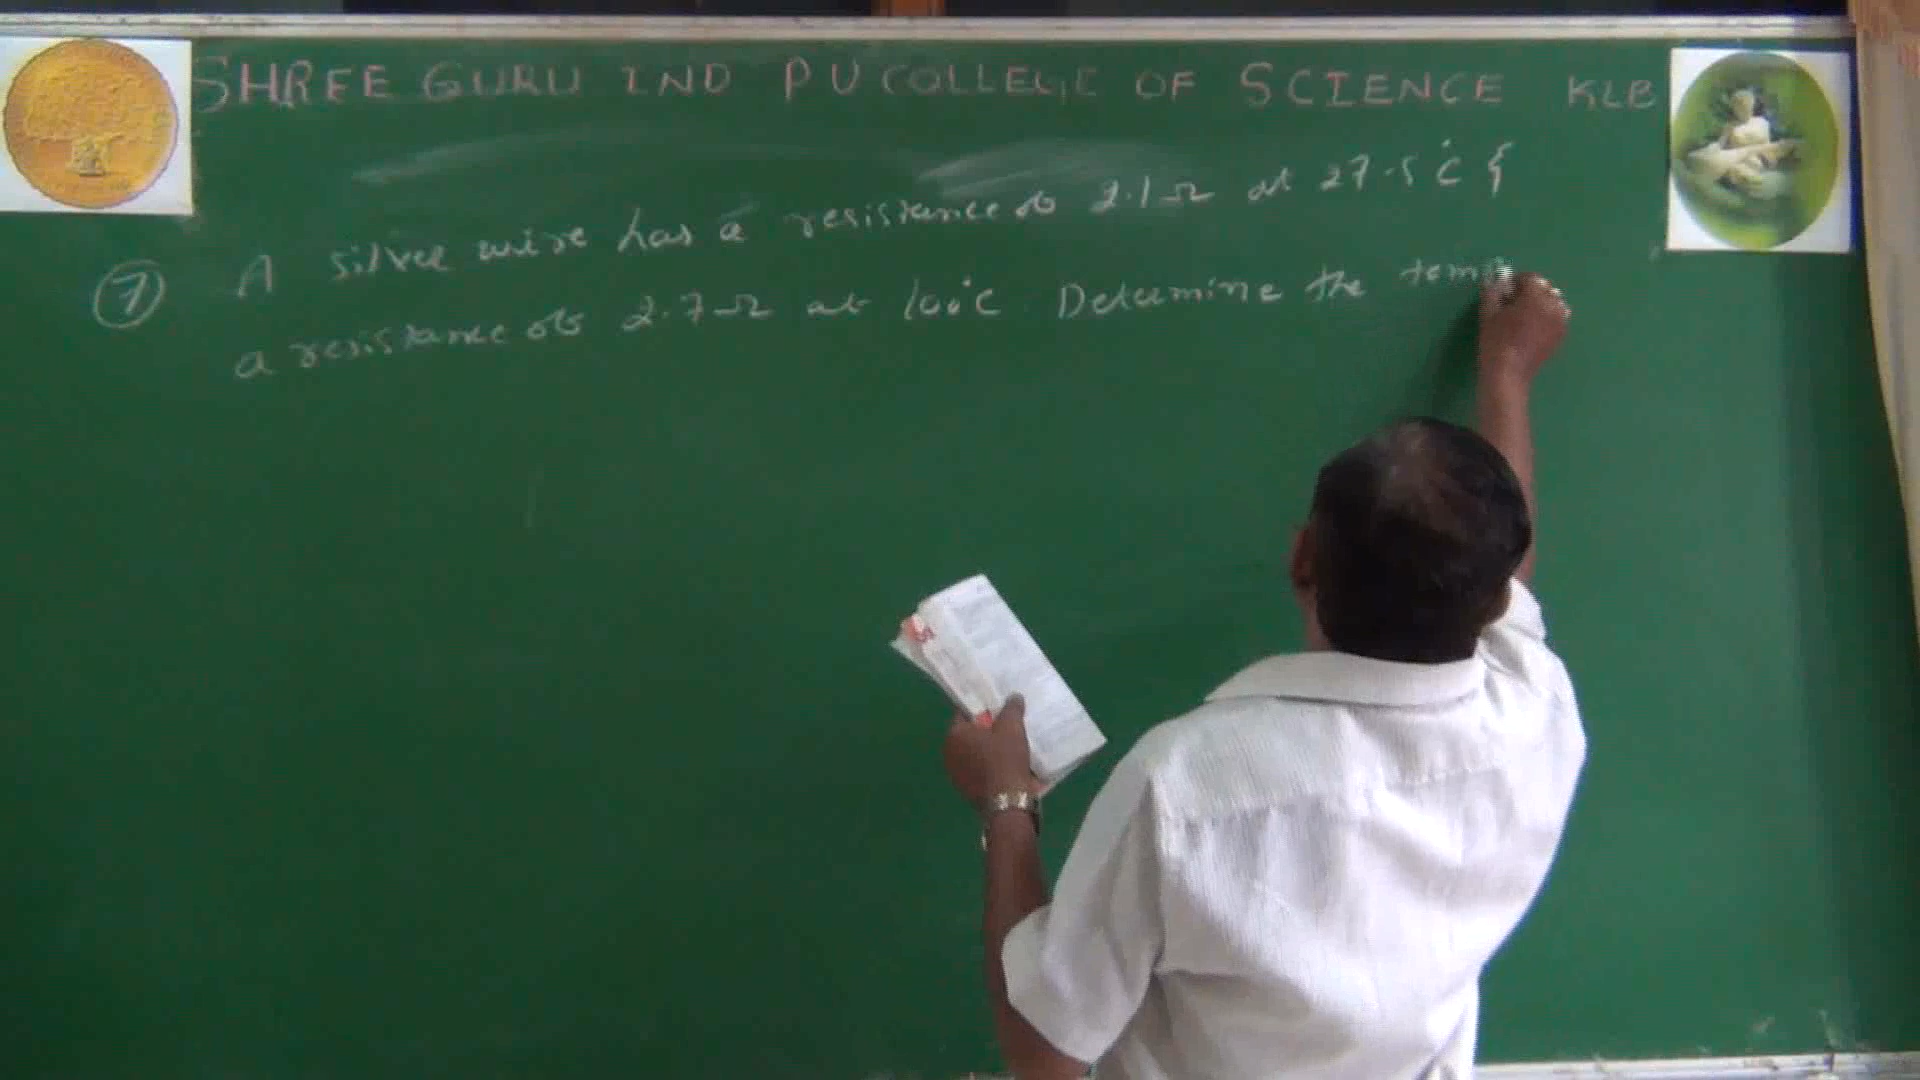 SHREE GURU IND PU COLLEGE OF SCIENCE KLB
7 A silver wire has a resistance of 2.1Ω at 27.5°C &
a resistance of 2.7Ω at 100°C Determine the temp